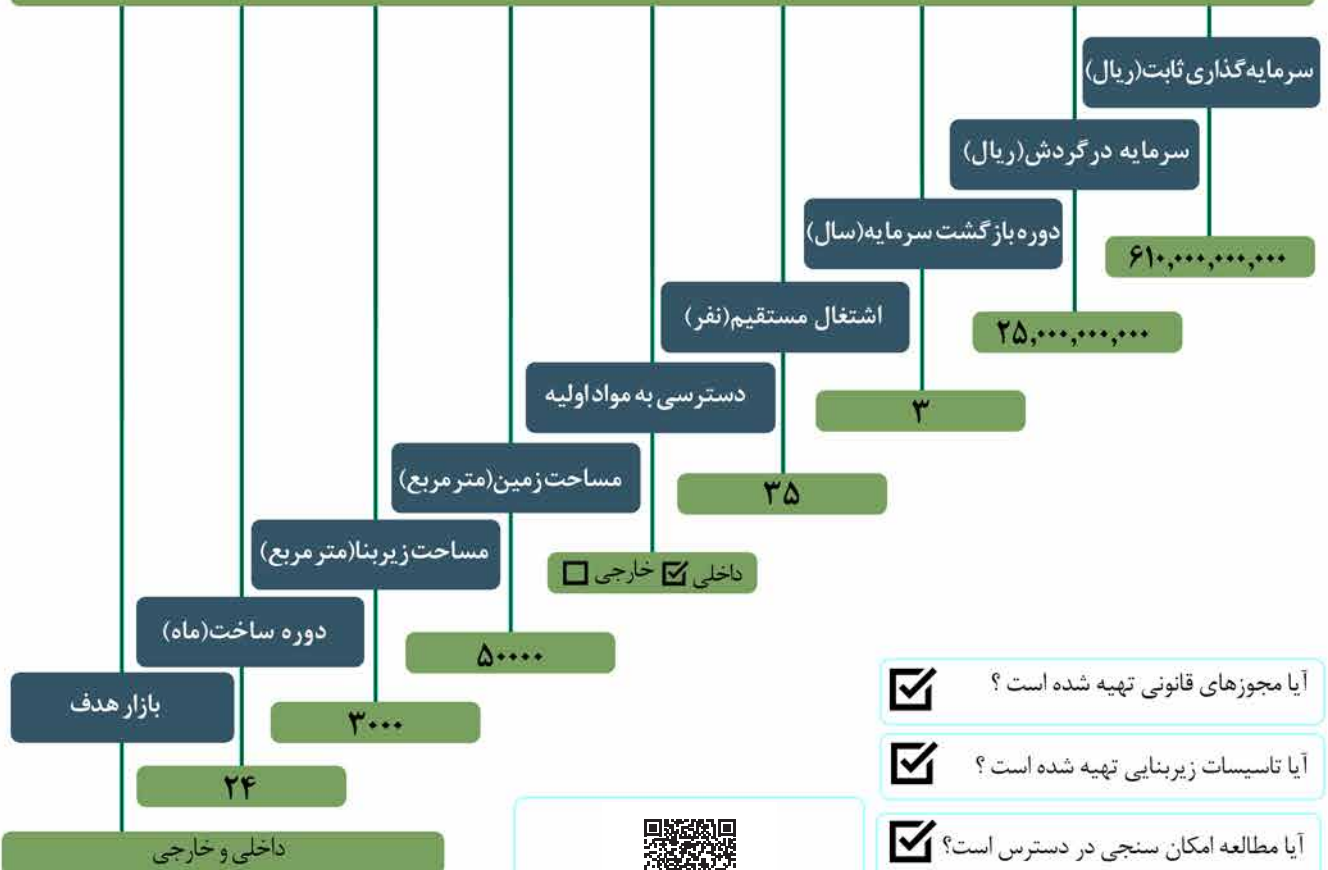 سرمایه‌گذاری ثابت(ریال)
۶۱۰,۰۰۰,۰۰۰,۰۰۰
سرمایه در گردش(ریال)
۲۵,۰۰۰,۰۰۰,۰۰۰
دوره بازگشت سرمایه(سال)
۳
اشتغال مستقیم(نفر)
۳۵
دسترسی به مواد اولیه
داخلی ☑ خارجی ☐
مساحت زمین(متر مربع)
۵۰۰۰۰
مساحت زیربنا(متر مربع)
۳۰۰۰
دوره ساخت(ماه)
۲۴
بازار هدف
داخلی و خارجی
آیا مجوزهای قانونی تهیه شده است ؟ ☑
آیا تاسیسات زیربنایی تهیه شده است ؟ ☑
آیا مطالعه امکان سنجی در دسترس است؟ ☑